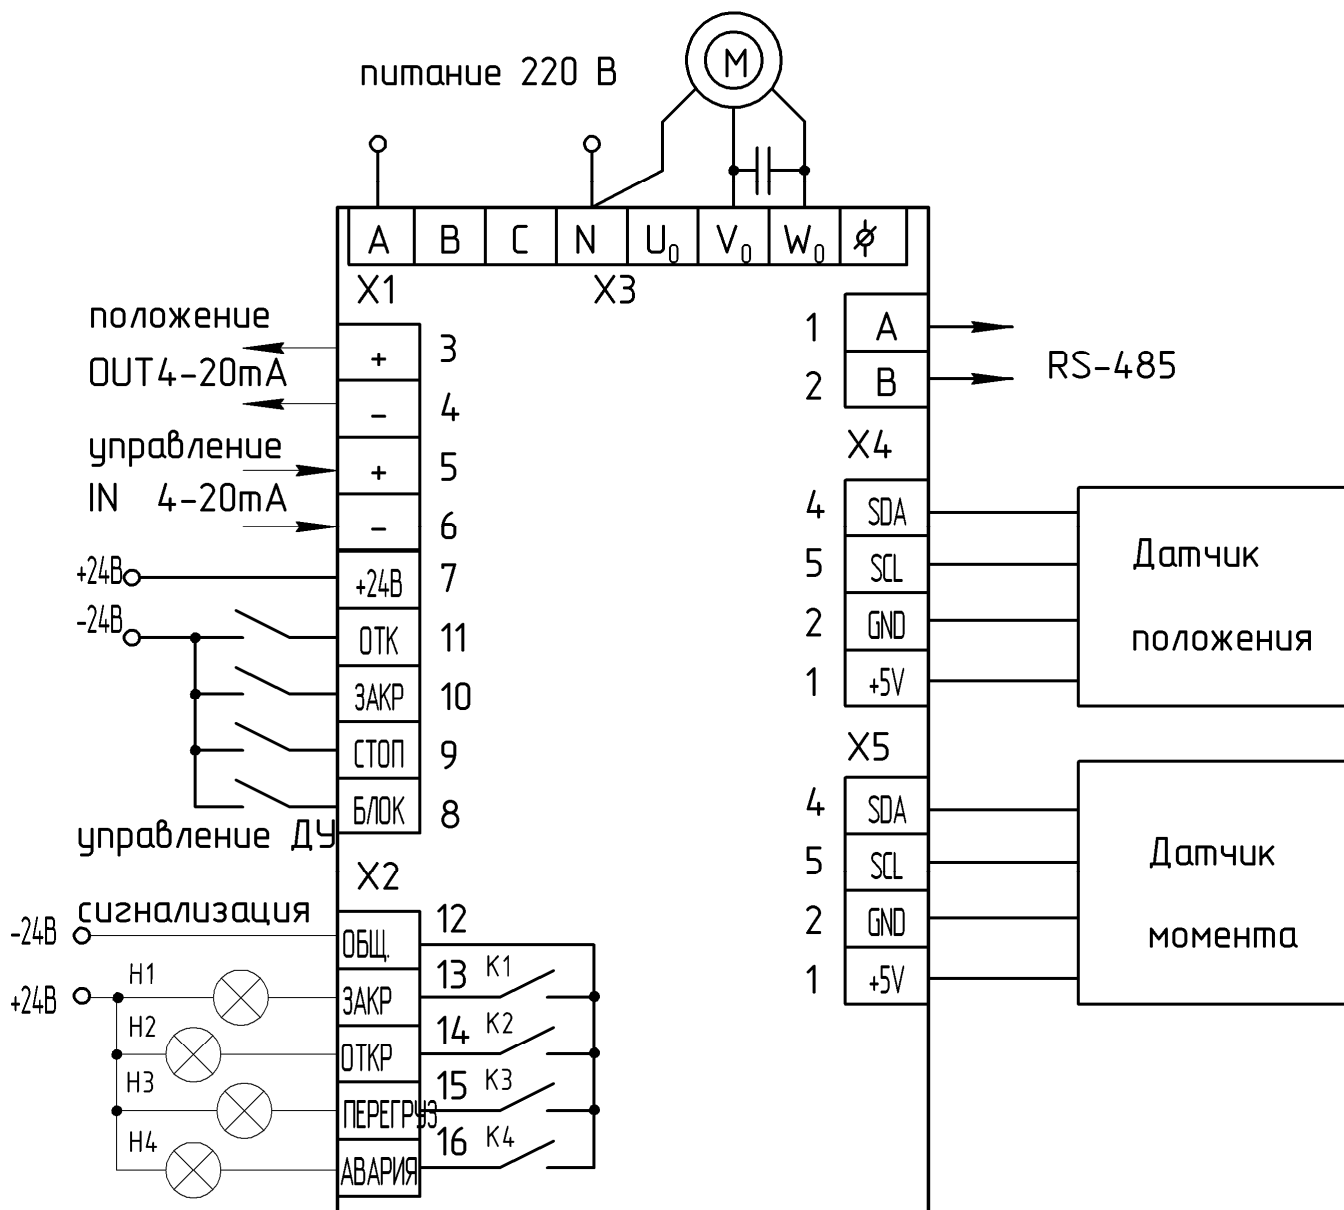 M
питание 220 В
A B C N U0 V0 W0
X1 X3
положение
OUT 4-20mA
+ 3
- 4
управление
IN 4-20mA
+ 5
- 6
+24В +24В 7
-24В ОТК 11
ЗАКР 10
СТОП 9
БЛОК 8
управление ДУ
X2
сигнализация
-24В ОБЩ. 12
+24В H1 ЗАКР 13 K1
H2 ОТКР 14 K2
H3 ПЕРЕГРУЗ 15 K3
H4 АВАРИЯ 16 K4
1 A
2 B
RS-485
X4
4 SDA
5 SCL
2 GND
1 +5V
Датчик
положения
X5
4 SDA
5 SCL
2 GND
1 +5V
Датчик
момента